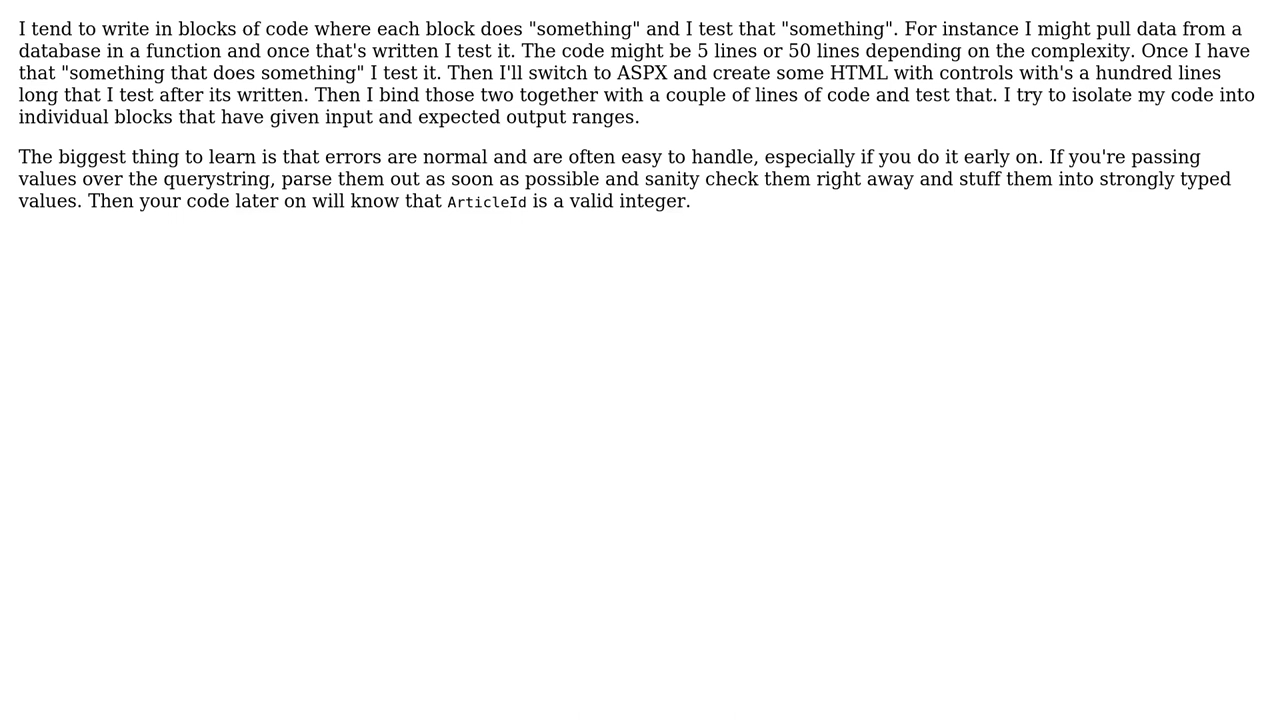 I tend to write in blocks of code where each block does "something" and I test that "something". For instance I might pull data from a
database in a function and once that's written I test it. The code might be 5 lines or 50 lines depending on the complexity. Once I have
that "something that does something" I test it. Then I'll switch to ASPX and create some HTML with controls with's a hundred lines
long that I test after its written. Then I bind those two together with a couple of lines of code and test that. I try to isolate my code into
individual blocks that have given input and expected output ranges.
The biggest thing to learn is that errors are normal and are often easy to handle, especially if you do it early on. If you're passing
values over the querystring, parse them out as soon as possible and sanity check them right away and stuff them into strongly typed
values. Then your code later on will know that ArticleId is a valid integer.